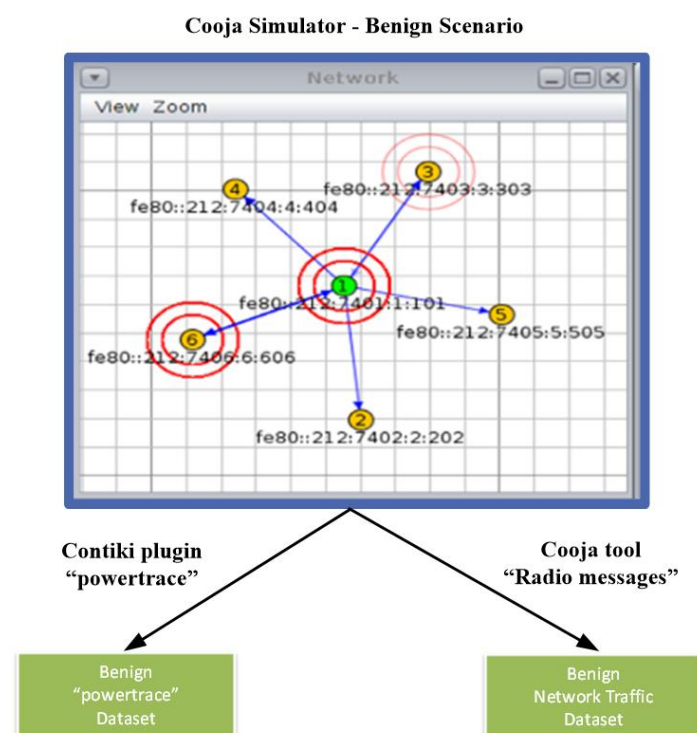 Cooja Simulator - Benign Scenario
Network
View Zoom
3
fe80::212:7403:3:303
4
fe80::212:7404:4:404
1
fe80::212:7401:1:101
5
fe80::212:7405:5:505
6
fe80::212:7406:6:606
2
fe80::212:7402:2:202
Contiki plugin
“powertrace”
Cooja tool
“Radio messages”
Benign
“powertrace”
Dataset
Benign
Network Traffic
Dataset